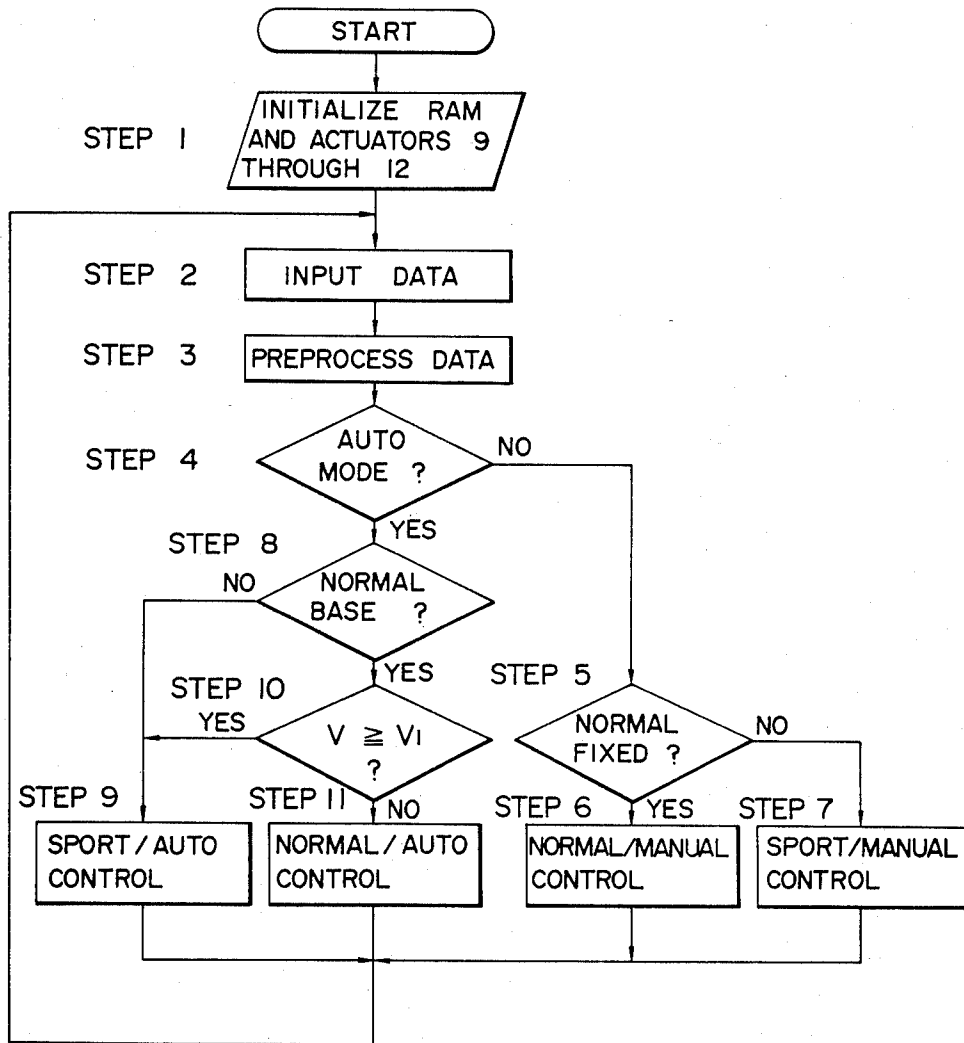 START
STEP 1
INITIALIZE RAM
AND ACTUATORS 9
THROUGH 12
STEP 2
INPUT DATA
STEP 3
PREPROCESS DATA
STEP 4
AUTO
MODE ?
NO
YES
STEP 8
NO
NORMAL
BASE ?
YES
STEP 10
YES
V ≧ V1
?
NO
STEP 5
NORMAL
FIXED ?
NO
YES
STEP 9
SPORT/AUTO
CONTROL
STEP 11
NORMAL/AUTO
CONTROL
STEP 6
NORMAL/MANUAL
CONTROL
STEP 7
SPORT/MANUAL
CONTROL